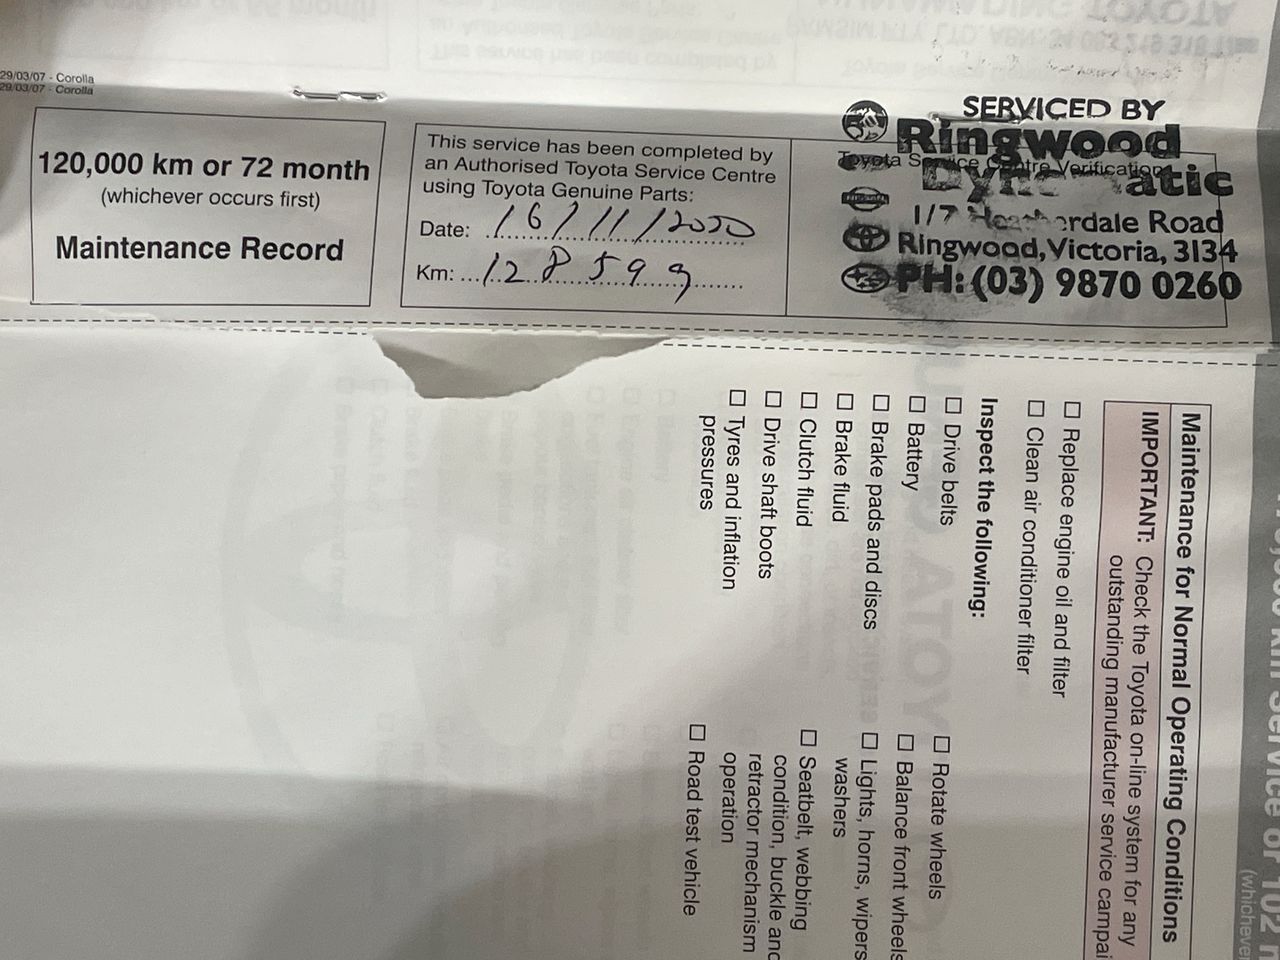 29/03/07 - Corolla
29/03/07 - Corolla
120,000 km or 72 month
(whichever occurs first)
Maintenance Record
This service has been completed by
an Authorised Toyota Service Centre
using Toyota Genuine Parts:
Date: 16/11/2020
Km: 128599
SERVICED BY
Ringwood
Toyota Service Centre Verification
1/7 Heatherdale Road
Ringwood, Victoria, 3134
PH: (03) 9870 0260
Maintenance for Normal Operating Conditions
IMPORTANT: Check the Toyota on-line system for any
outstanding manufacturer service campai
Replace engine oil and filter
Clean air conditioner filter
Inspect the following:
Drive belts
Battery
Brake pads and discs
Brake fluid
Clutch fluid
Drive shaft boots
Tyres and inflation
pressures
Rotate wheels
Balance front wheels
Lights, horns, wipers
washers
Seatbelt, webbing
condition, buckle and
retractor mechanism
operation
Road test vehicle